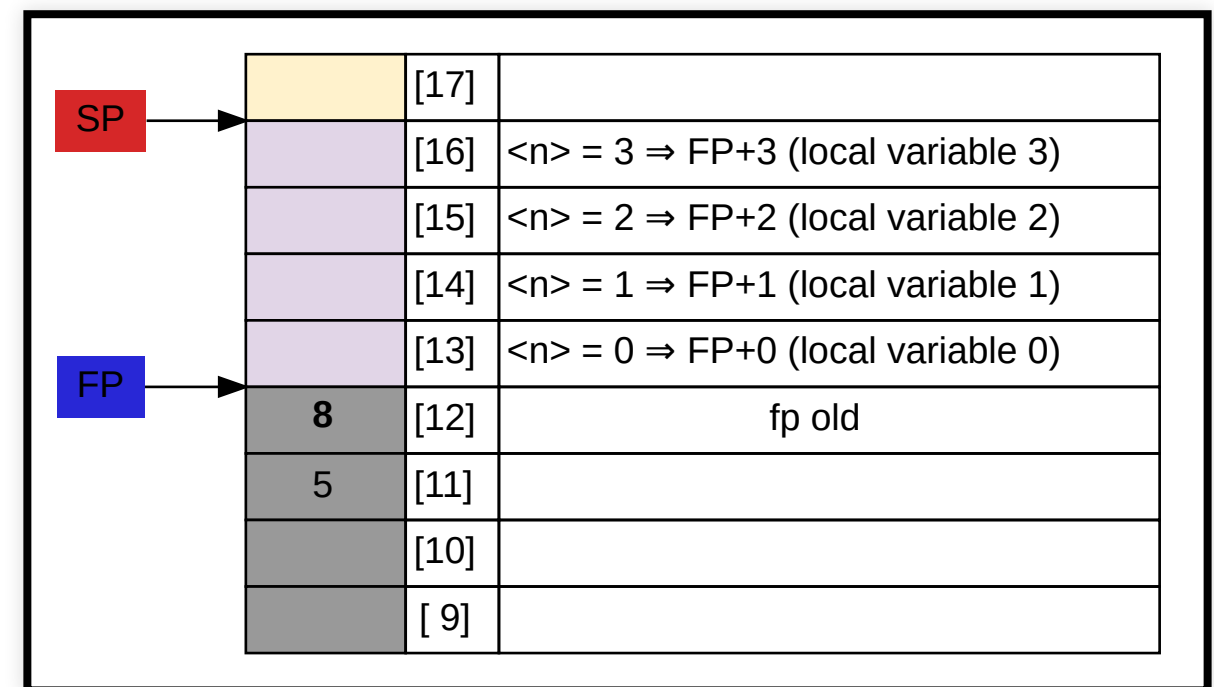 [17]
SP
[16] <n> = 3 ⇒ FP+3 (local variable 3)
[15] <n> = 2 ⇒ FP+2 (local variable 2)
[14] <n> = 1 ⇒ FP+1 (local variable 1)
[13] <n> = 0 ⇒ FP+0 (local variable 0)
FP
8 [12] fp old
5 [11]
[10]
[ 9]